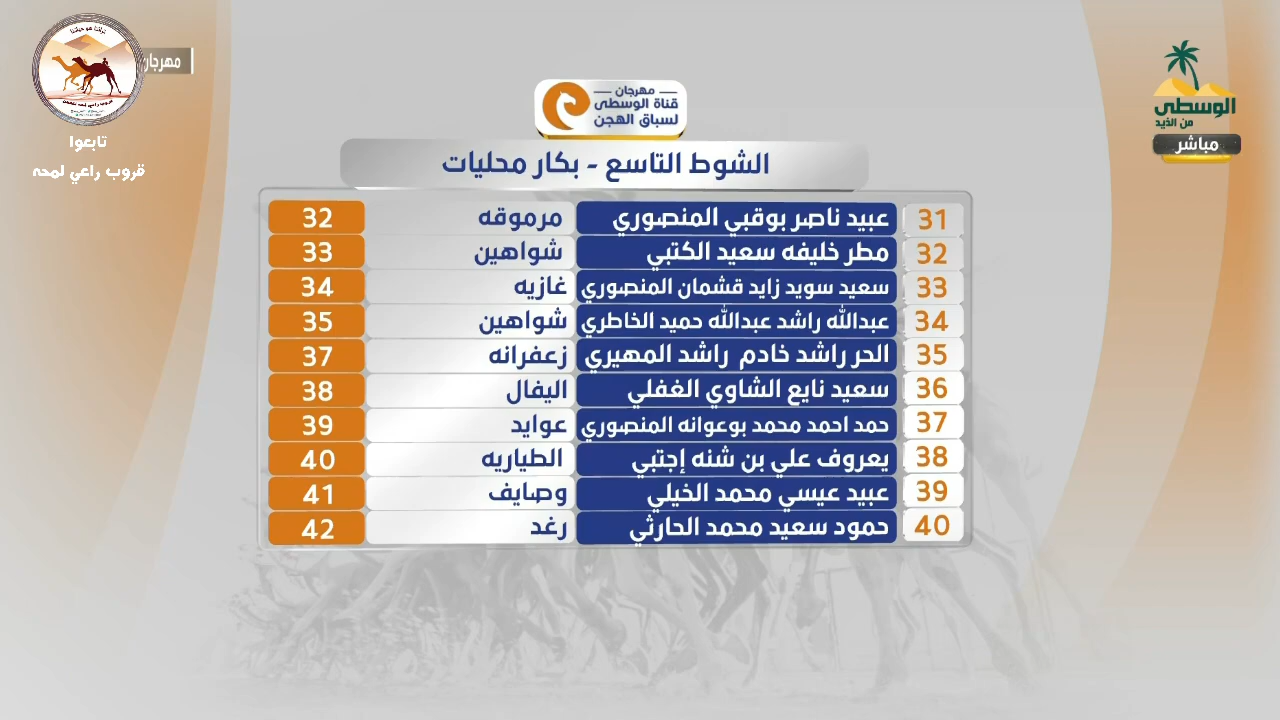 تراثنا هو حياتنا
مهرجان
تابعوا
قروب راعي لمحه
مهرجان
قناة الوسطى
لسباق الهجن
الوسطى
من الذيد
مباشر
الشوط التاسع - بكار محليات
31 عبيد ناصر بوقبي المنصوري مرموقه 32
32 مطر خليفه سعيد الكتبي شواهين 33
33 سعيد سويد زايد قشمان المنصوري غازيه 34
34 عبدالله راشد عبدالله حميد الخاطري شواهين 35
35 الحر راشد خادم راشد المهيري زعفرانه 37
36 سعيد نايع الشاوي الغفلي اليفال 38
37 حمد احمد محمد بوعوانه المنصوري عوايد 39
38 يعروف علي بن شنه إجتبي الطياريه 40
39 عبيد عيسي محمد الخيلي وصايف 41
40 حمود سعيد محمد الحارثي رغد 42